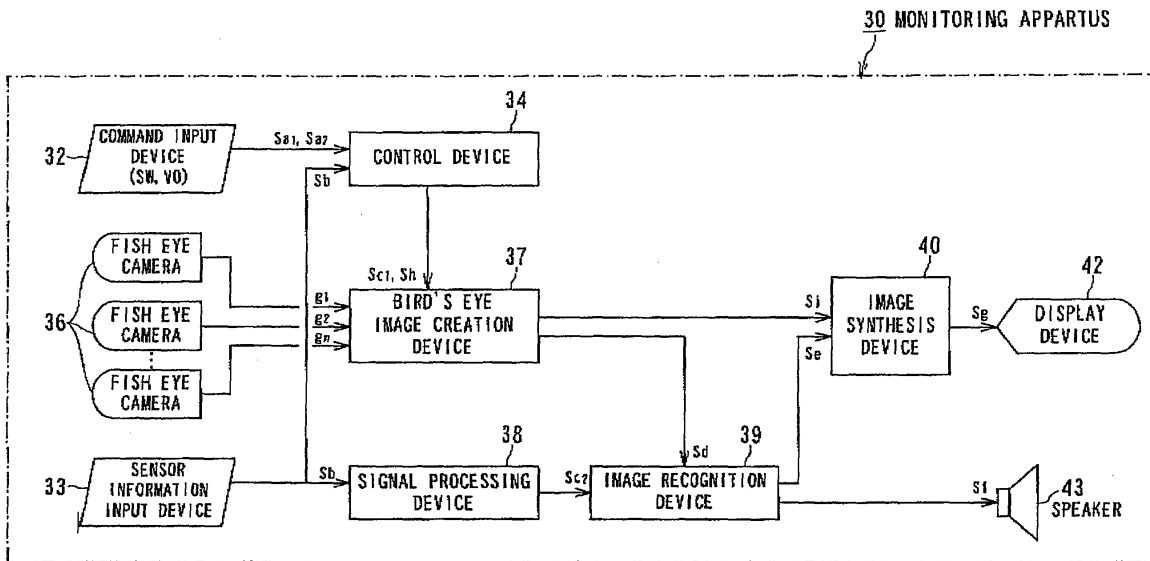 30 MONITORING APPARTUS
34
COMMAND INPUT
DEVICE
(SW, VO)
32
Sa1, Sa2
Sb
CONTROL DEVICE
FISH EYE
CAMERA
36
FISH EYE
CAMERA
FISH EYE
CAMERA
g1
g2
gn
Sc1, Sh
37
BIRD'S EYE
IMAGE CREATION
DEVICE
Si
Se
40
IMAGE
SYNTHESIS
DEVICE
Sg
42
DISPLAY
DEVICE
33
SENSOR
INFORMATION
INPUT DEVICE
Sb
38
SIGNAL PROCESSING
DEVICE
Sc2
Sd
39
IMAGE RECOGNITION
DEVICE
Sf
43
SPEAKER